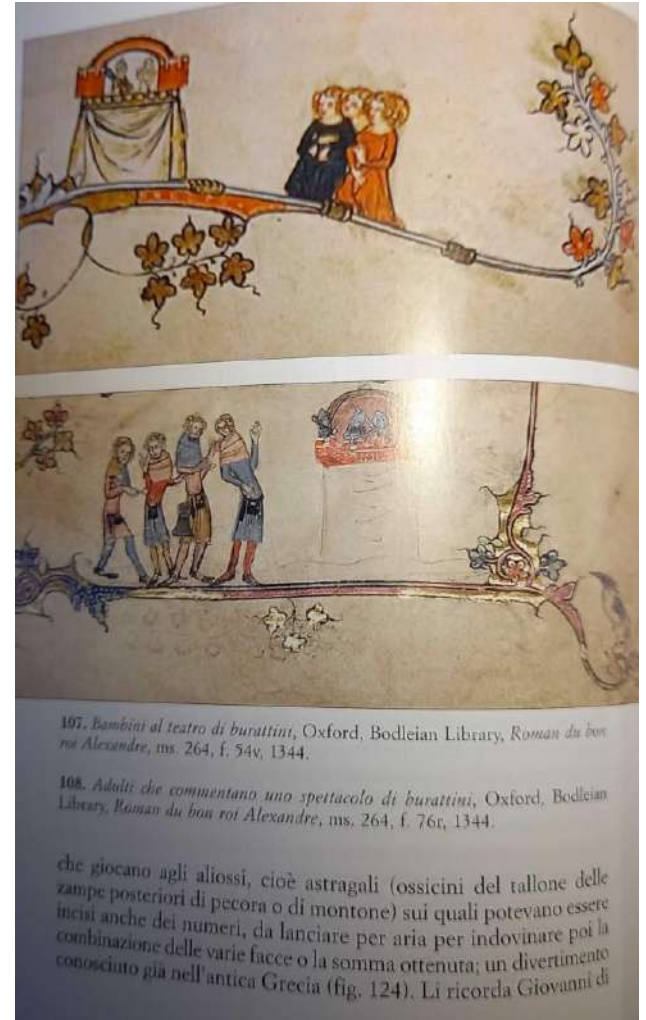 107. Bambini al teatro di burattini, Oxford, Bodleian Library, Roman du bon
roi Alexandre, ms. 264, f. 54v, 1344.
108. Adulti che commentano uno spettacolo di burattini, Oxford, Bodleian
Library, Roman du bon roi Alexandre, ms. 264, f. 76r, 1344.
che giocano agli aliossi, cioè astragali (ossicini del tallone delle
zampe posteriori di pecora o di montone) sui quali potevano essere
incisi anche dei numeri, da lanciare per aria per indovinare poi la
combinazione delle varie facce o la somma ottenuta; un divertimento
conosciuto già nell'antica Grecia (fig. 124). Li ricorda Giovanni di